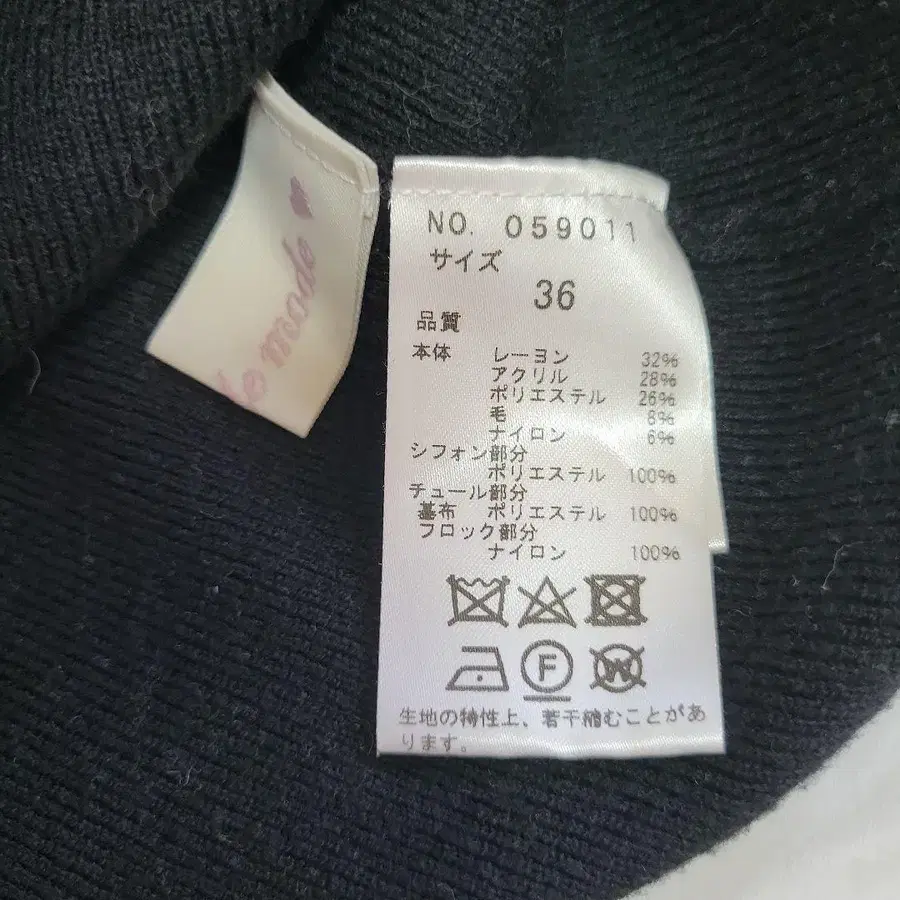 de mode
NO. 059011
サイズ
36
品質
本体 レーヨン 32%
アクリル 28%
ポリエステル 26%
毛 8%
ナイロン 6%
シフォン部分
ポリエステル 100%
チュール部分
基布 ポリエステル 100%
フロック部分
ナイロン 100%
F
W
生地の特性上、若干縮むことがあ
ります。